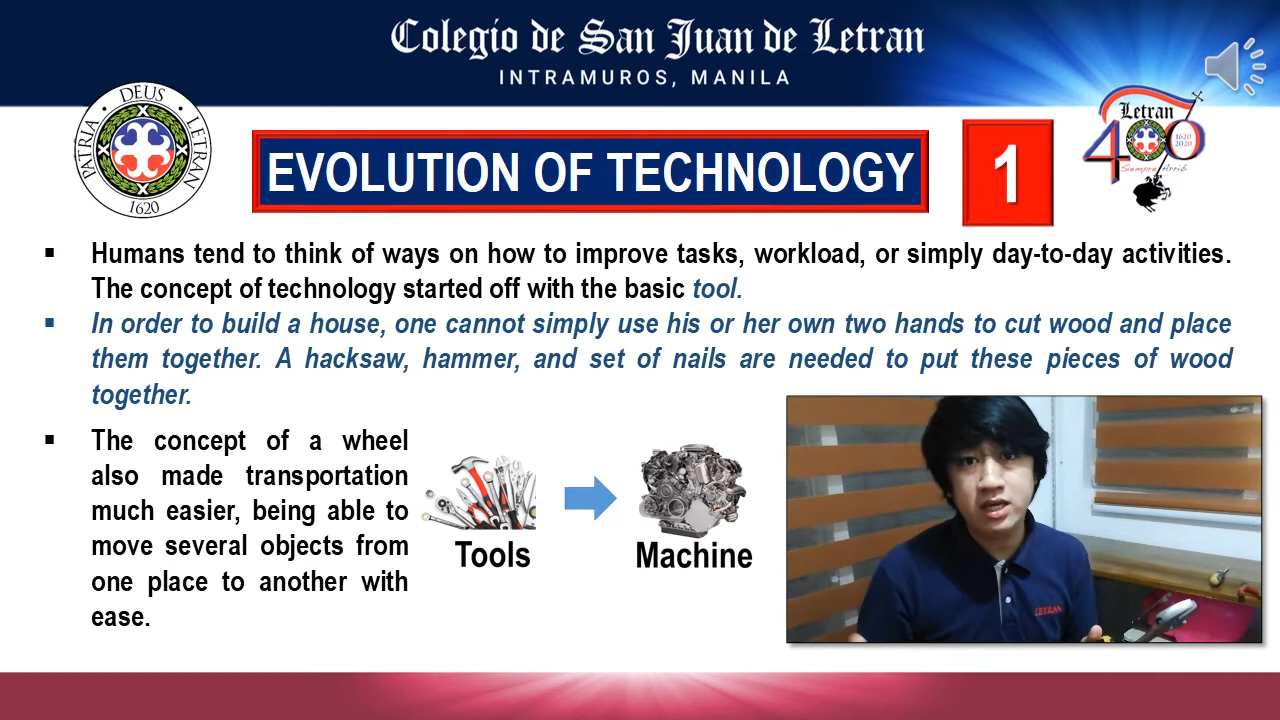 Colegio de San Juan de Letran
INTRAMUROS, MANILA
DEUS
PATRIA
LETRAN
1620
EVOLUTION OF TECHNOLOGY
1
Letran
400
1620
2020
Siempre Arriba
▪ Humans tend to think of ways on how to improve tasks, workload, or simply day-to-day activities.
The concept of technology started off with the basic tool.
▪ In order to build a house, one cannot simply use his or her own two hands to cut wood and place
them together. A hacksaw, hammer, and set of nails are needed to put these pieces of wood
together.
▪ The concept of a wheel
also made transportation
much easier, being able to
move several objects from
one place to another with
ease.
Tools
Machine
LETRAN